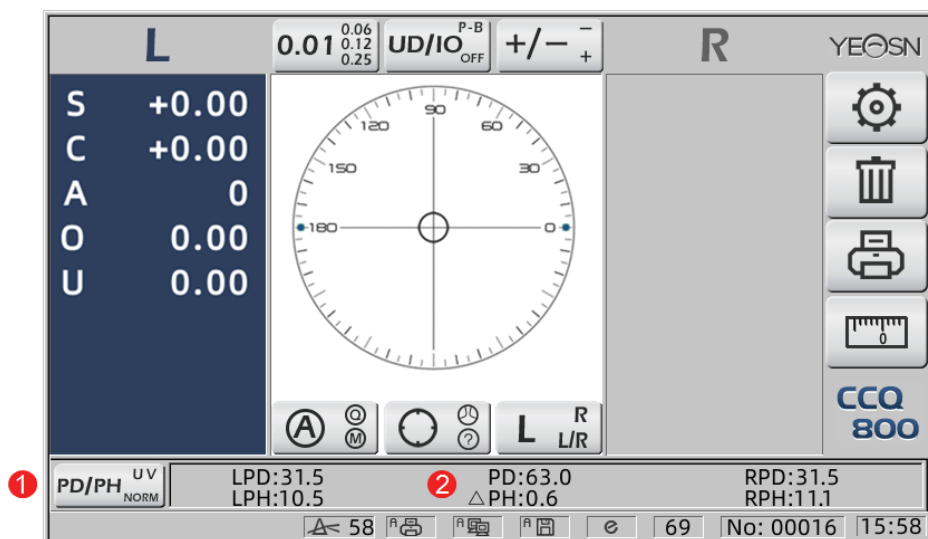 L
0.01 0.06 0.12 0.25
UD/IO P-B OFF
+/- - +
R
YEOSN
S +0.00
C +0.00
A 0
O 0.00
U 0.00
90
120
60
150
30
180
0
0
A Q M
?
L R L/R
CCQ
800
1
PD/PH UV NORM
LPD:31.5
2
PD:63.0
RPD:31.5
LPH:10.5
△PH:0.6
RPH:11.1
A< 58
A
A
A
e
69
No: 00016
15:58